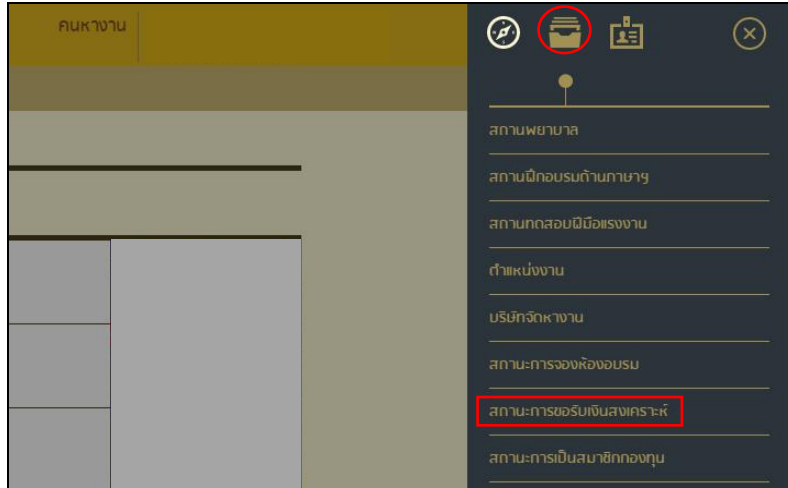 ค้นหางาน
สถานพยาบาล
สถานฝึกอบรมด้านภาษาฯ
สถานทดสอบฝีมือแรงงาน
ตำแหน่งงาน
บริษัทจัดหางาน
สถานะการจองห้องอบรม
สถานะการขอรับเงินสงเคราะห์
สถานะการเป็นสมาชิกกองทุน